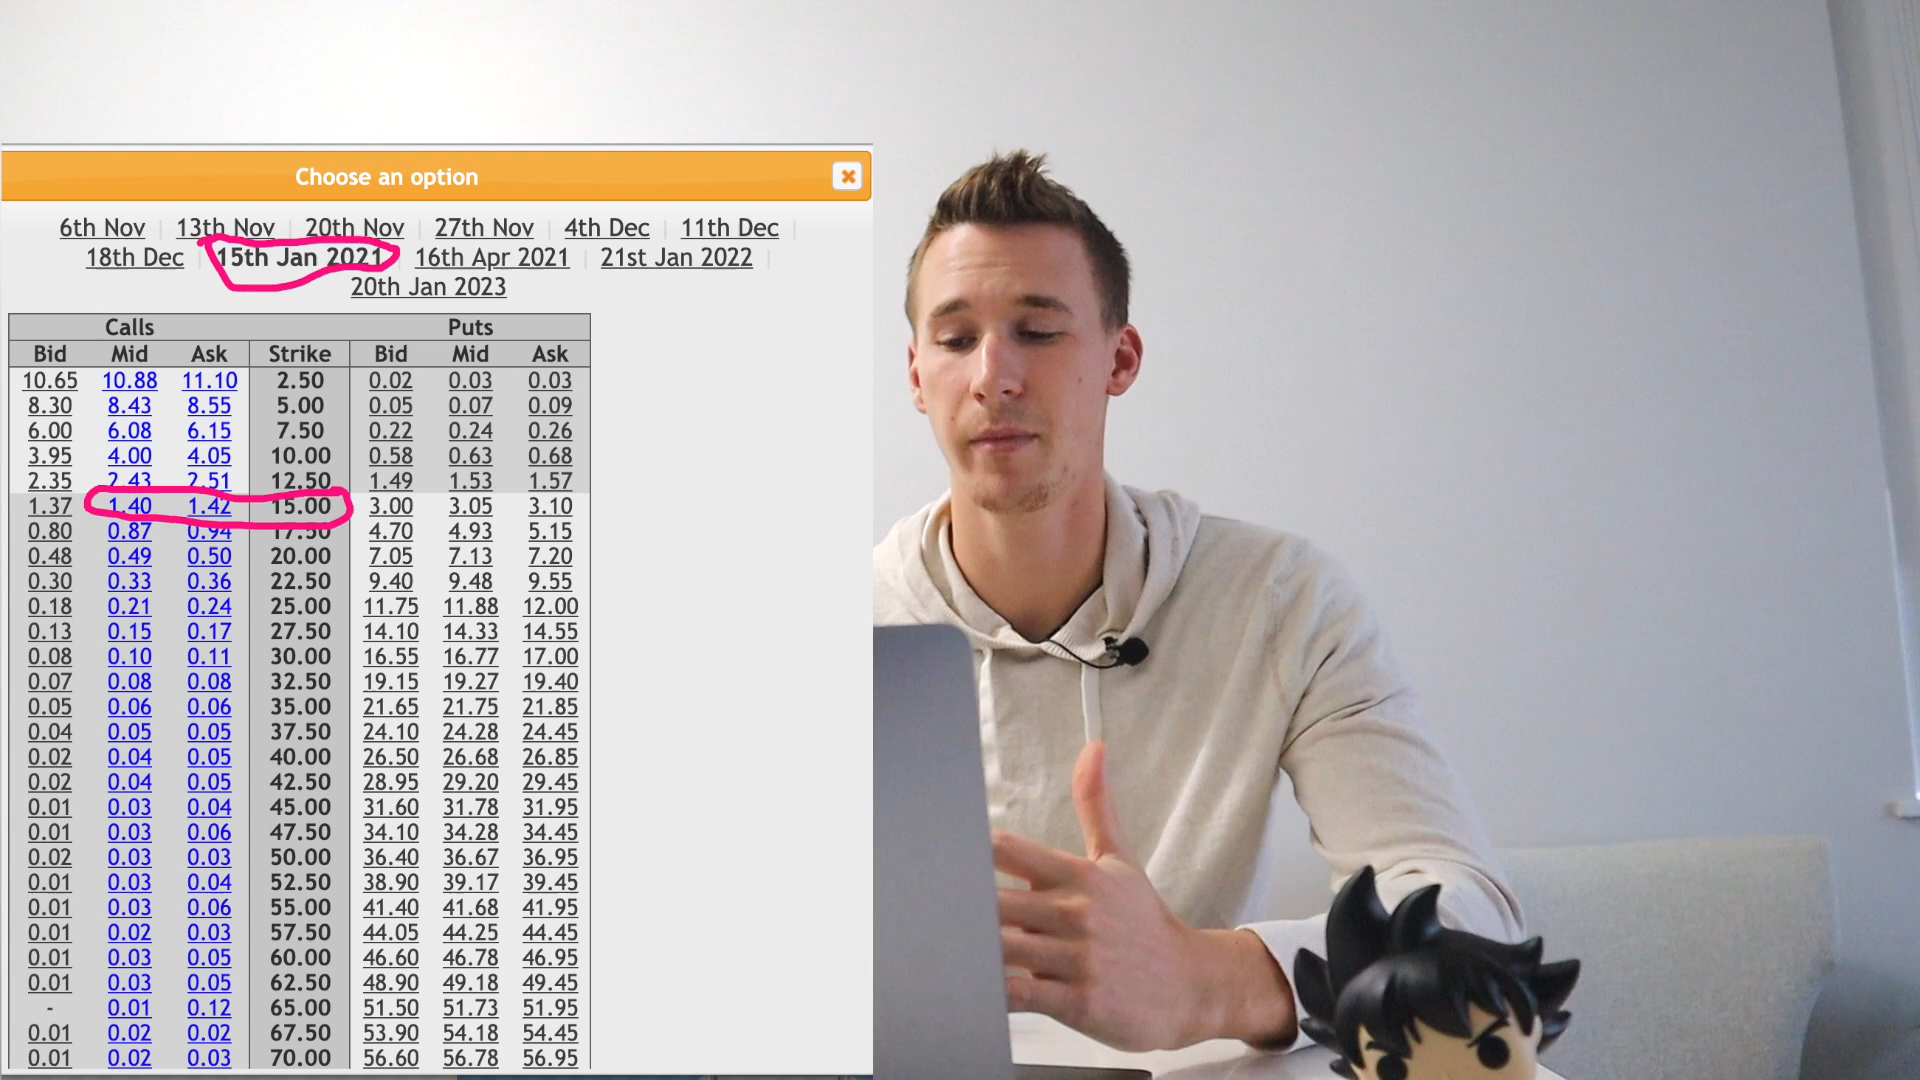 Choose an option
6th Nov 13th Nov 20th Nov 27th Nov 4th Dec 11th Dec
18th Dec 15th Jan 2021 16th Apr 2021 21st Jan 2022
20th Jan 2023
Calls Puts
Bid Mid Ask Strike Bid Mid Ask
10.65 10.88 11.10 2.50 0.02 0.03 0.03
8.30 8.43 8.55 5.00 0.05 0.07 0.09
6.00 6.08 6.15 7.50 0.22 0.24 0.26
3.95 4.00 4.05 10.00 0.58 0.63 0.68
2.35 2.43 2.51 12.50 1.49 1.53 1.57
1.37 1.40 1.42 15.00 3.00 3.05 3.10
0.80 0.87 0.94 17.50 4.70 4.93 5.15
0.48 0.49 0.50 20.00 7.05 7.13 7.20
0.30 0.33 0.36 22.50 9.40 9.48 9.55
0.18 0.21 0.24 25.00 11.75 11.88 12.00
0.13 0.15 0.17 27.50 14.10 14.33 14.55
0.08 0.10 0.11 30.00 16.55 16.77 17.00
0.07 0.08 0.08 32.50 19.15 19.27 19.40
0.05 0.06 0.06 35.00 21.65 21.75 21.85
0.04 0.05 0.05 37.50 24.10 24.28 24.45
0.02 0.04 0.05 40.00 26.50 26.68 26.85
0.02 0.04 0.05 42.50 28.95 29.20 29.45
0.01 0.03 0.04 45.00 31.60 31.78 31.95
0.01 0.03 0.06 47.50 34.10 34.28 34.45
0.02 0.03 0.03 50.00 36.40 36.67 36.95
0.01 0.03 0.04 52.50 38.90 39.17 39.45
0.01 0.03 0.06 55.00 41.40 41.68 41.95
0.01 0.02 0.03 57.50 44.05 44.25 44.45
0.01 0.03 0.05 60.00 46.60 46.78 46.95
0.01 0.03 0.05 62.50 48.90 49.18 49.45
- 0.01 0.12 65.00 51.50 51.73 51.95
0.01 0.02 0.02 67.50 53.90 54.18 54.45
0.01 0.02 0.03 70.00 56.60 56.78 56.95